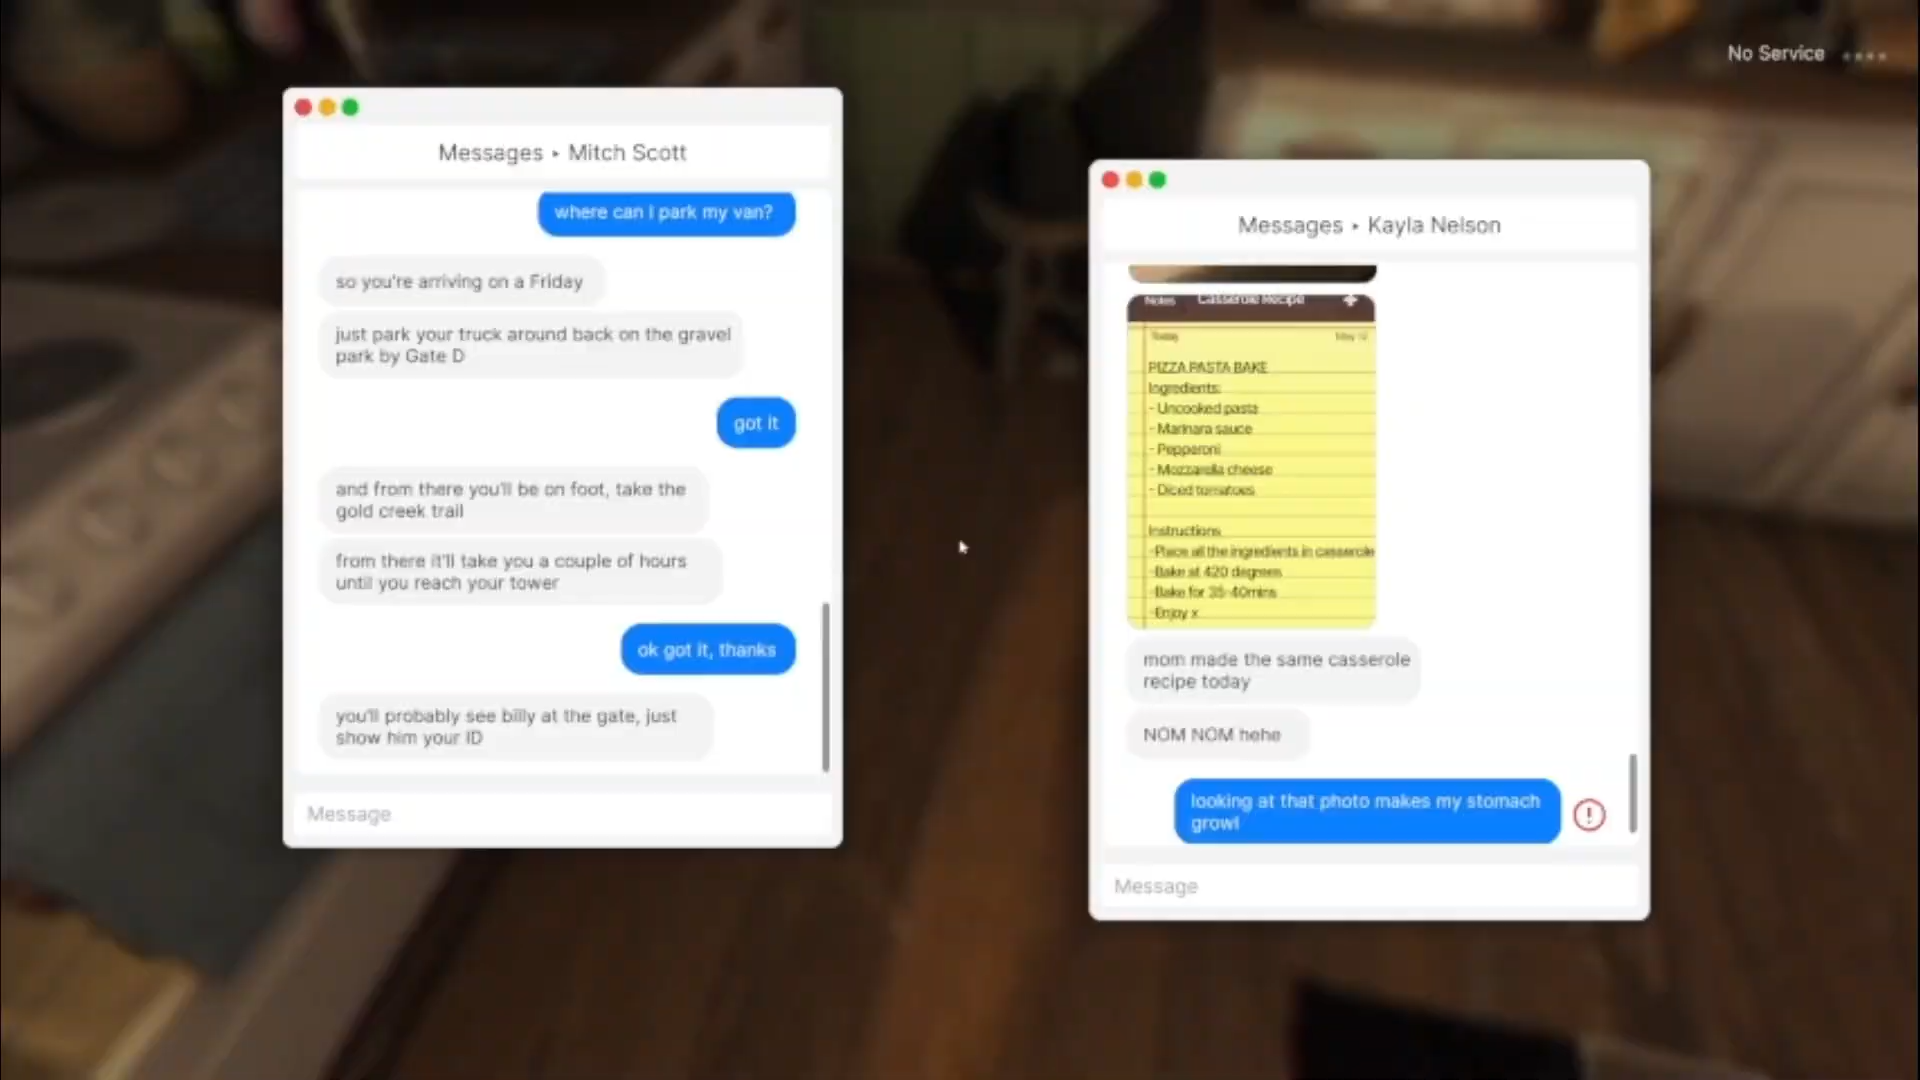 No Service
Messages ▸ Mitch Scott
where can I park my van?
so you're arriving on a Friday
just park your truck around back on the gravel
park by Gate D
got it
and from there you'll be on foot, take the
gold creek trail
from there it'll take you a couple of hours
until you reach your tower
ok got it, thanks
you'll probably see billy at the gate, just
show him your ID
Message
Messages ▸ Kayla Nelson
Notes Casserole Recipe
Today May 12
PIZZA PASTA BAKE
Ingredients:
- Uncooked pasta
- Marinara sauce
- Pepperoni
- Mozzarella cheese
- Diced tomatoes
Instructions
-Place all the ingredients in casserole
-Bake at 420 degrees
-Bake for 35-40mins
-Enjoy x
mom made the same casserole
recipe today
NOM NOM hehe
looking at that photo makes my stomach
growl
Message